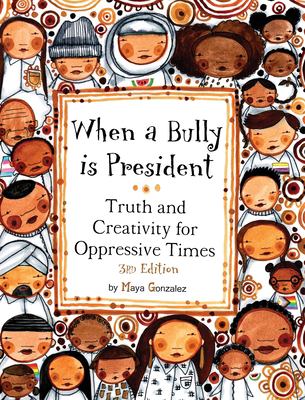 When a Bully
is President
Truth and
Creativity for
Oppressive Times
3RD Edition
by Maya Gonzalez